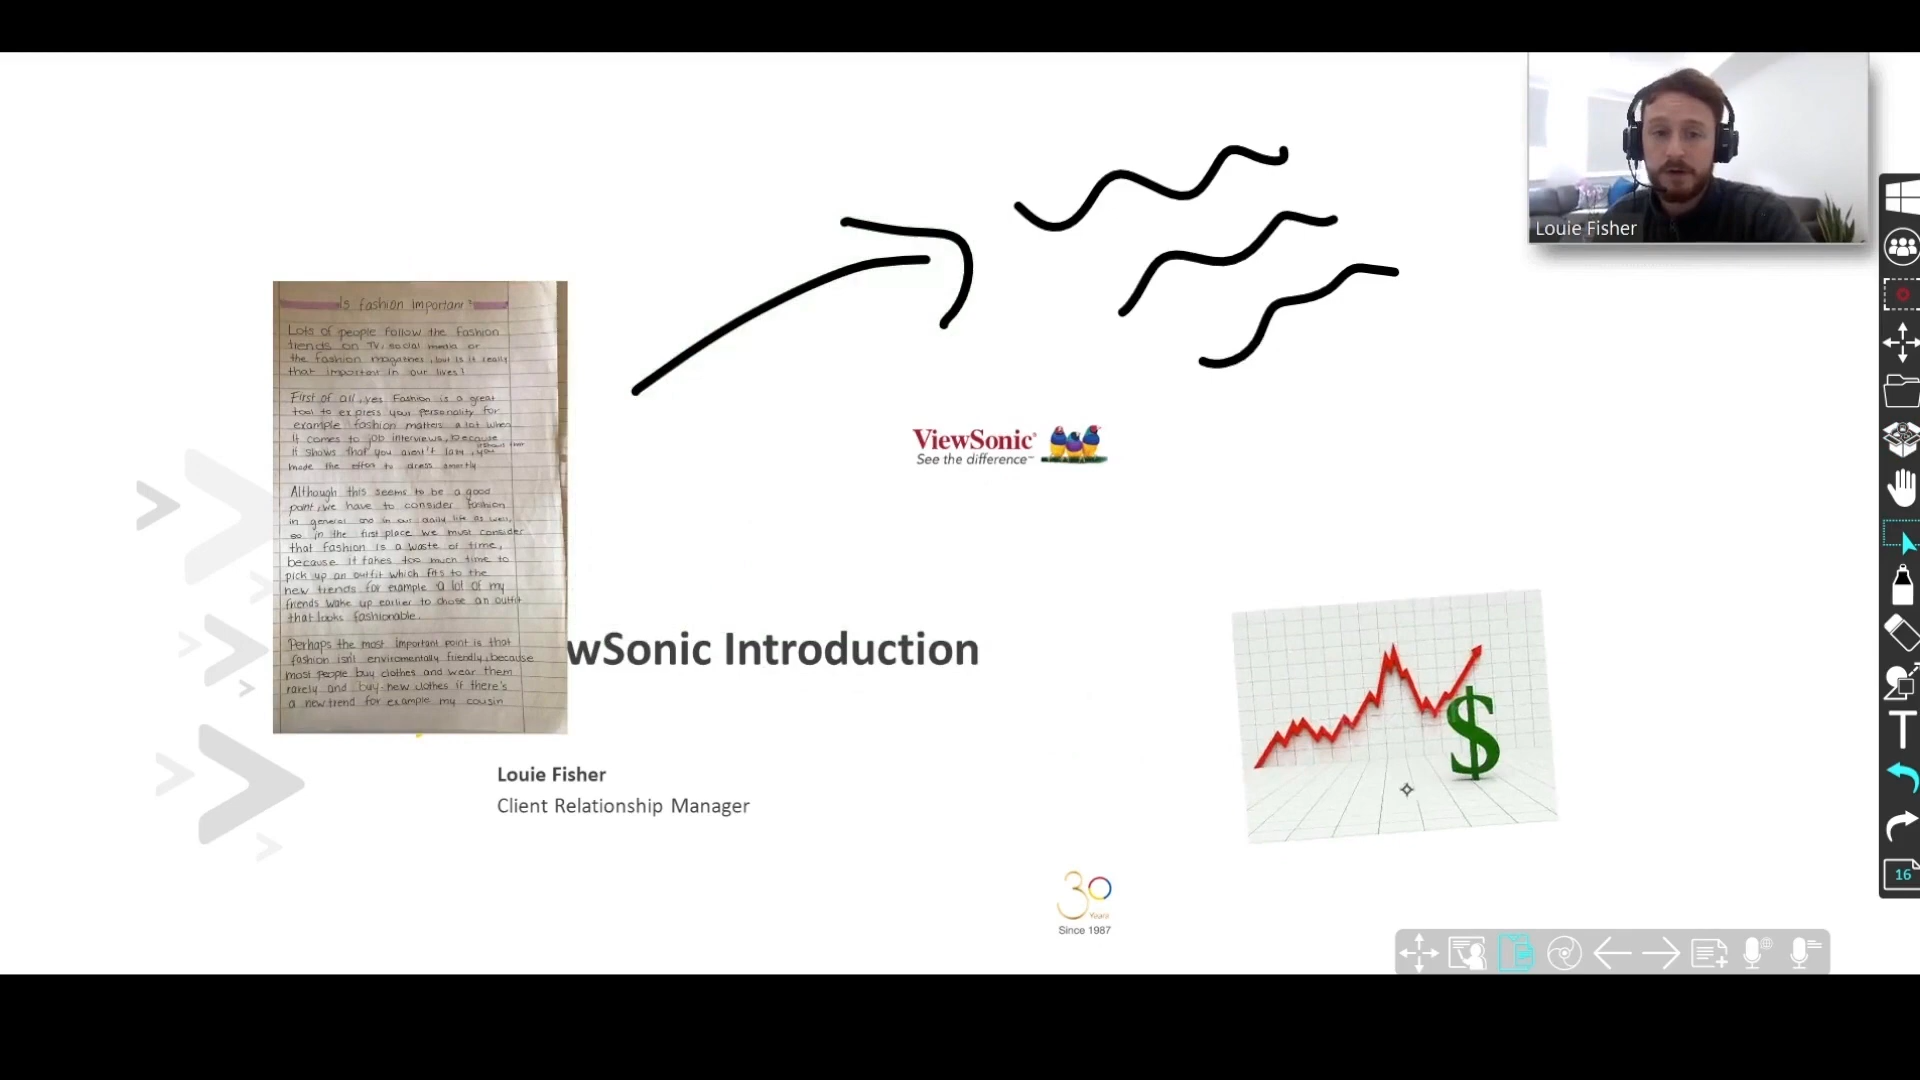 Louie Fisher
Is fashion important?
Lots of people follow the fashion
trends on TV, social media or
the fashion magazines, but is it really
that important in our lives?
First of all, yes Fashion is a great
tool to express your personality for
example fashion matters a lot when
it comes to job interviews, because
it shows that you aren't lazy, you
made the effort to dress smartly
Although this seems to be a good
point, we have to consider fashion
in general and in our daily life as well,
so in the first place we must consider
that fashion is a waste of time,
because it takes too much time to
pick up an outfit which fits to the
new trends for example a lot of my
friends wake up earlier to chose an outfit
that looks fashionable.
Perhaps the most important point is that
fashion isn't enviromentally friendly, because
most people buy clothes and wear them
rarely and buy new clothes if there's
a new trend for example my cousin
ViewSonic®
See the difference™
wSonic Introduction
Louie Fisher
Client Relationship Manager
$
30
Years
Since 1987
T
16